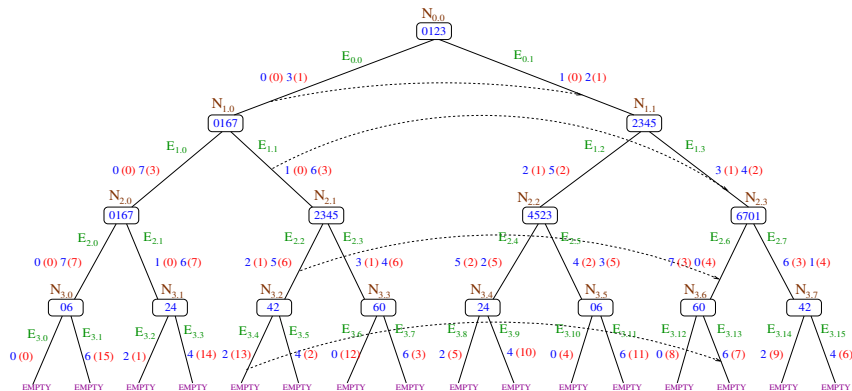 N0.0
0123
E0.0 E0.1
0 (0) 3(1) 1 (0) 2(1)
N1.0 N1.1
0167 2345
E1.0 E1.1 E1.2 E1.3
0 (0) 7(3) 1 (0) 6(3) 2 (1) 5(2) 3 (1) 4(2)
N2.0 N2.1 N2.2 N2.3
0167 2345 4523 6701
E2.0 E2.1 E2.2 E2.3 E2.4 E2.5 E2.6 E2.7
0 (0) 7(7) 1(0) 6(7) 2 (1) 5(6) 3 (1) 4(6) 5 (2) 2(5) 4 (2) 3(5) 7 (3) 0(4) 6 (3) 1(4)
N3.0 N3.1 N3.2 N3.3 N3.4 N3.5 N3.6 N3.7
06 24 42 60 24 06 60 42
E3.0 E3.1 E3.2 E3.3 E3.4 E3.5 E3.6 E3.7 E3.8 E3.9 E3.10 E3.11 E3.12 E3.13 E3.14 E3.15
0 (0) 6 (15) 2 (1) 4 (14) 2 (13) 4 (2) 0 (12) 6 (3) 2 (5) 4 (10) 0 (4) 6 (11) 0 (8) 6 (7) 2 (9) 4 (6)
EMPTY EMPTY EMPTY EMPTY EMPTY EMPTY EMPTY EMPTY EMPTY EMPTY EMPTY EMPTY EMPTY EMPTY EMPTY EMPTY